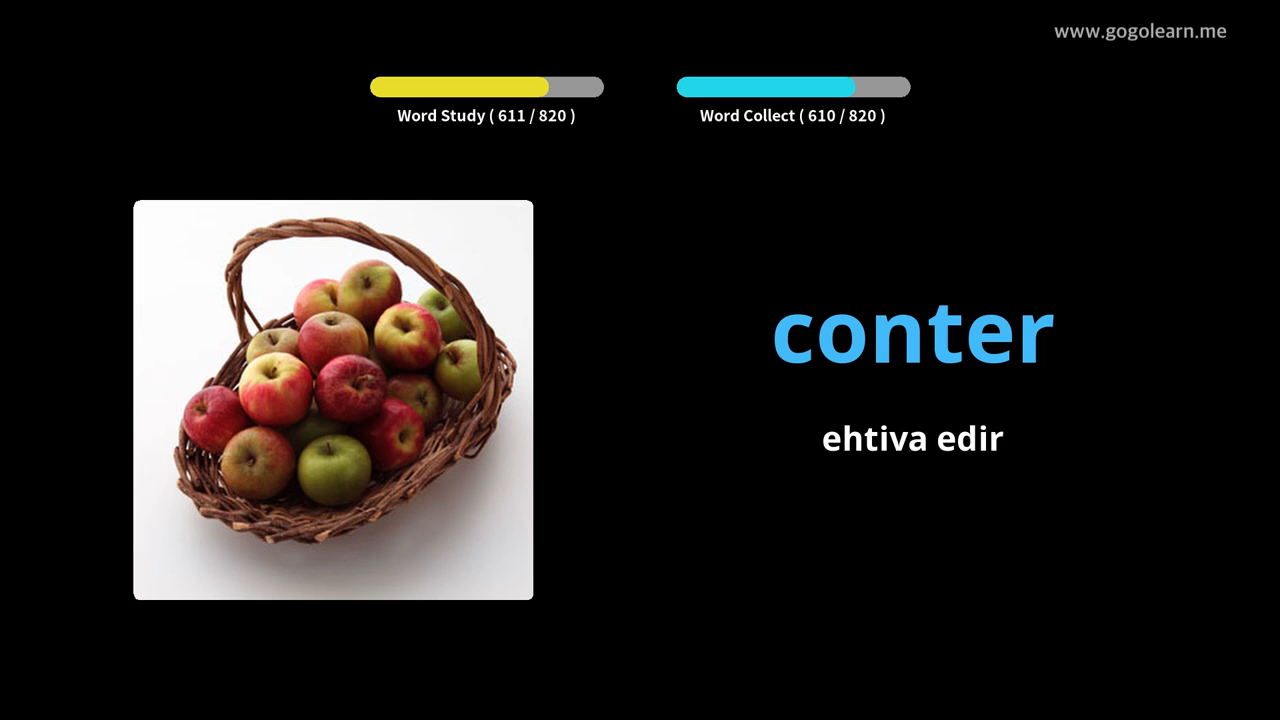 www.gogolearn.me
Word Study ( 611 / 820 )
Word Collect ( 610 / 820 )
conter
ehtiva edir